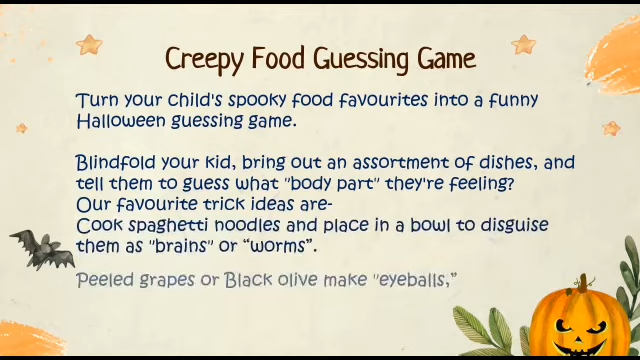 Creepy Food Guessing Game
Turn your child's spooky food favourites into a funny
Halloween guessing game.
Blindfold your kid, bring out an assortment of dishes, and
tell them to guess what "body part" they're feeling?
Our favourite trick ideas are-
Cook spaghetti noodles and place in a bowl to disguise
them as "brains" or “worms”.
Peeled grapes or Black olive make "eyeballs,”